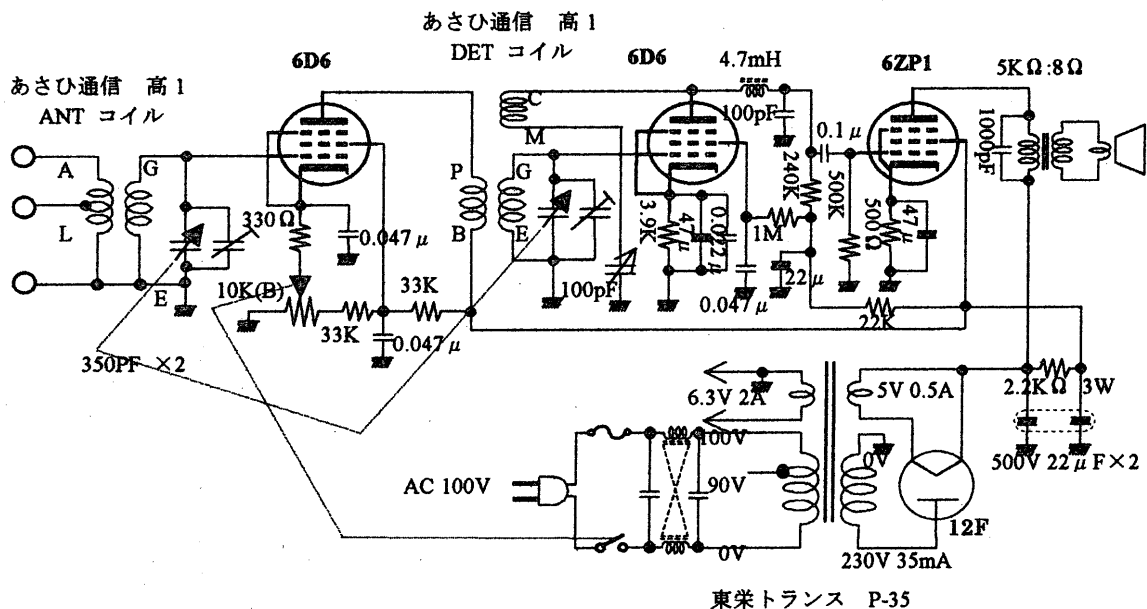 あさひ通信 高1
DET コイル
あさひ通信 高1
ANT コイル
6D6
6D6
4.7mH
6ZP1
5KΩ:8Ω
100pF
0.1μ
1000pF
A
G
L
E
C
M
P
G
B
E
330Ω
0.047μ
10K(B)
33K
33K
0.047μ
350PF ×2
100pF
3.9K
4.7μ
0.022μ
1M
0.047μ
240K
22μ
500K
500Ω
47μ
22K
2.2KΩ 3W
500V 22μF×2
6.3V 2A
5V 0.5A
100V
90V
0V
0V
AC 100V
12F
230V 35mA
東栄トランス P-35